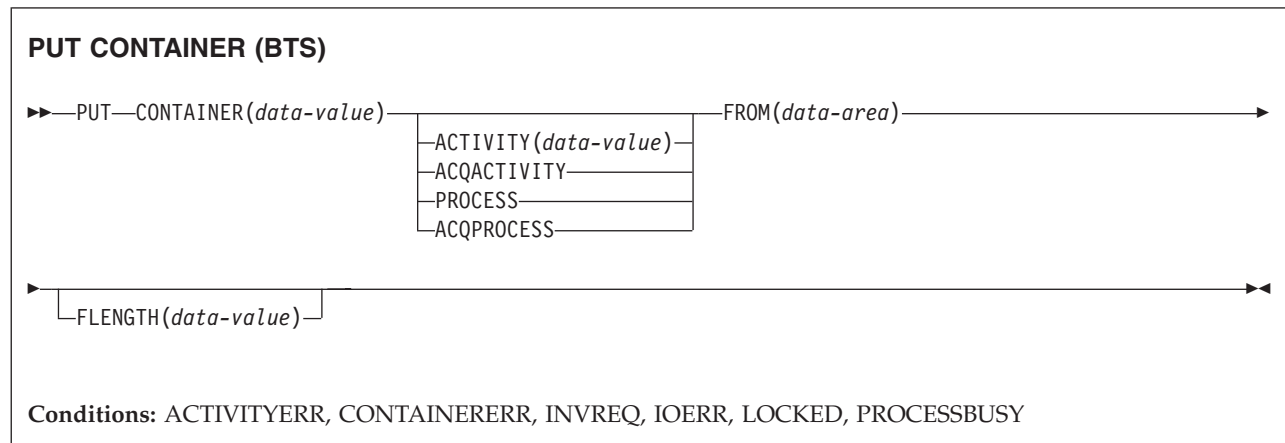 PUT CONTAINER (BTS)
PUT CONTAINER(data-value) FROM(data-area)
ACTIVITY(data-value)
ACQACTIVITY
PROCESS
ACQPROCESS
FLENGTH(data-value)
Conditions: ACTIVITYERR, CONTAINERERR, INVREQ, IOERR, LOCKED, PROCESSBUSY